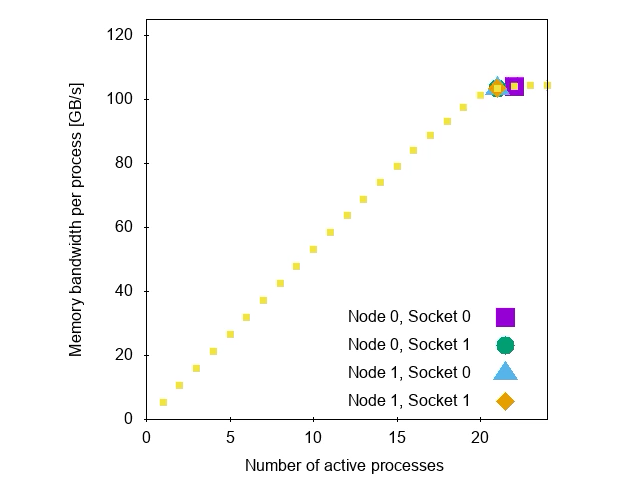 120
100
80
60
40
20
0
Memory bandwidth per process [GB/s]
Node 0, Socket 0
Node 0, Socket 1
Node 1, Socket 0
Node 1, Socket 1
0 5 10 15 20
Number of active processes